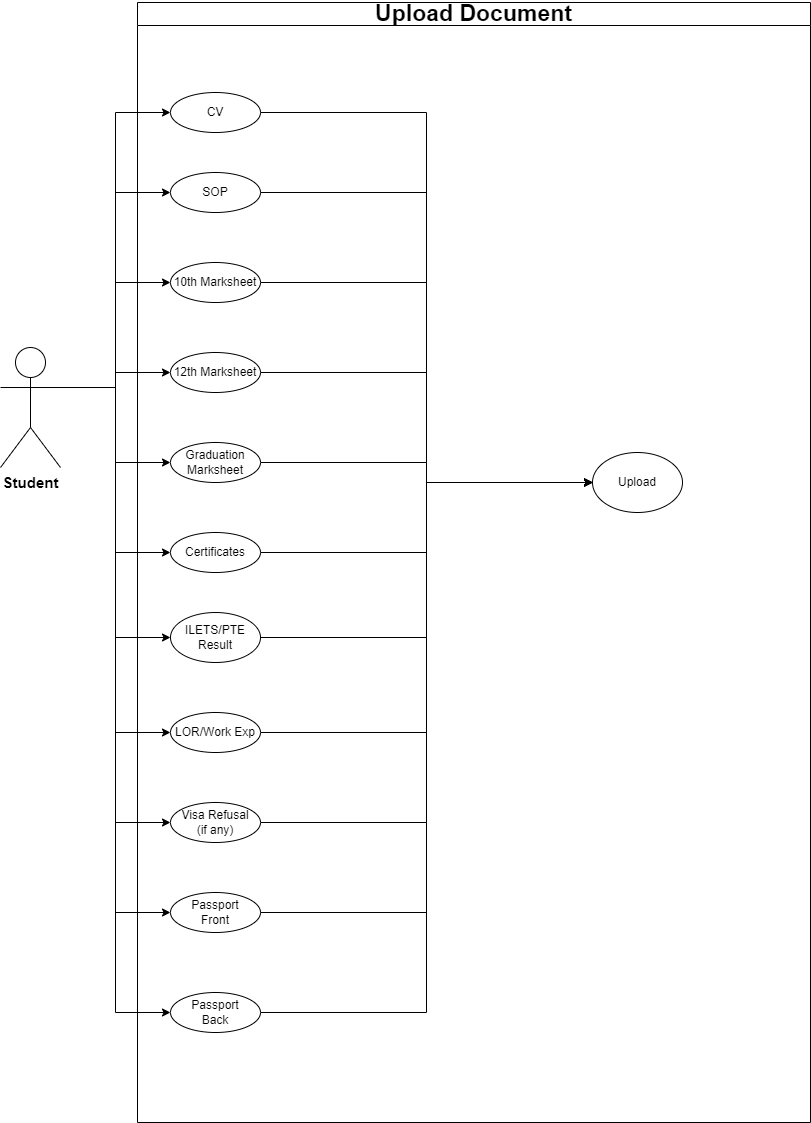 Upload Document
CV
SOP
10th Marksheet
12th Marksheet
Student
Graduation
Marksheet
Upload
Certificates
ILETS/PTE
Result
LOR/Work Exp
Visa Refusal
(if any)
Passport
Front
Passport
Back